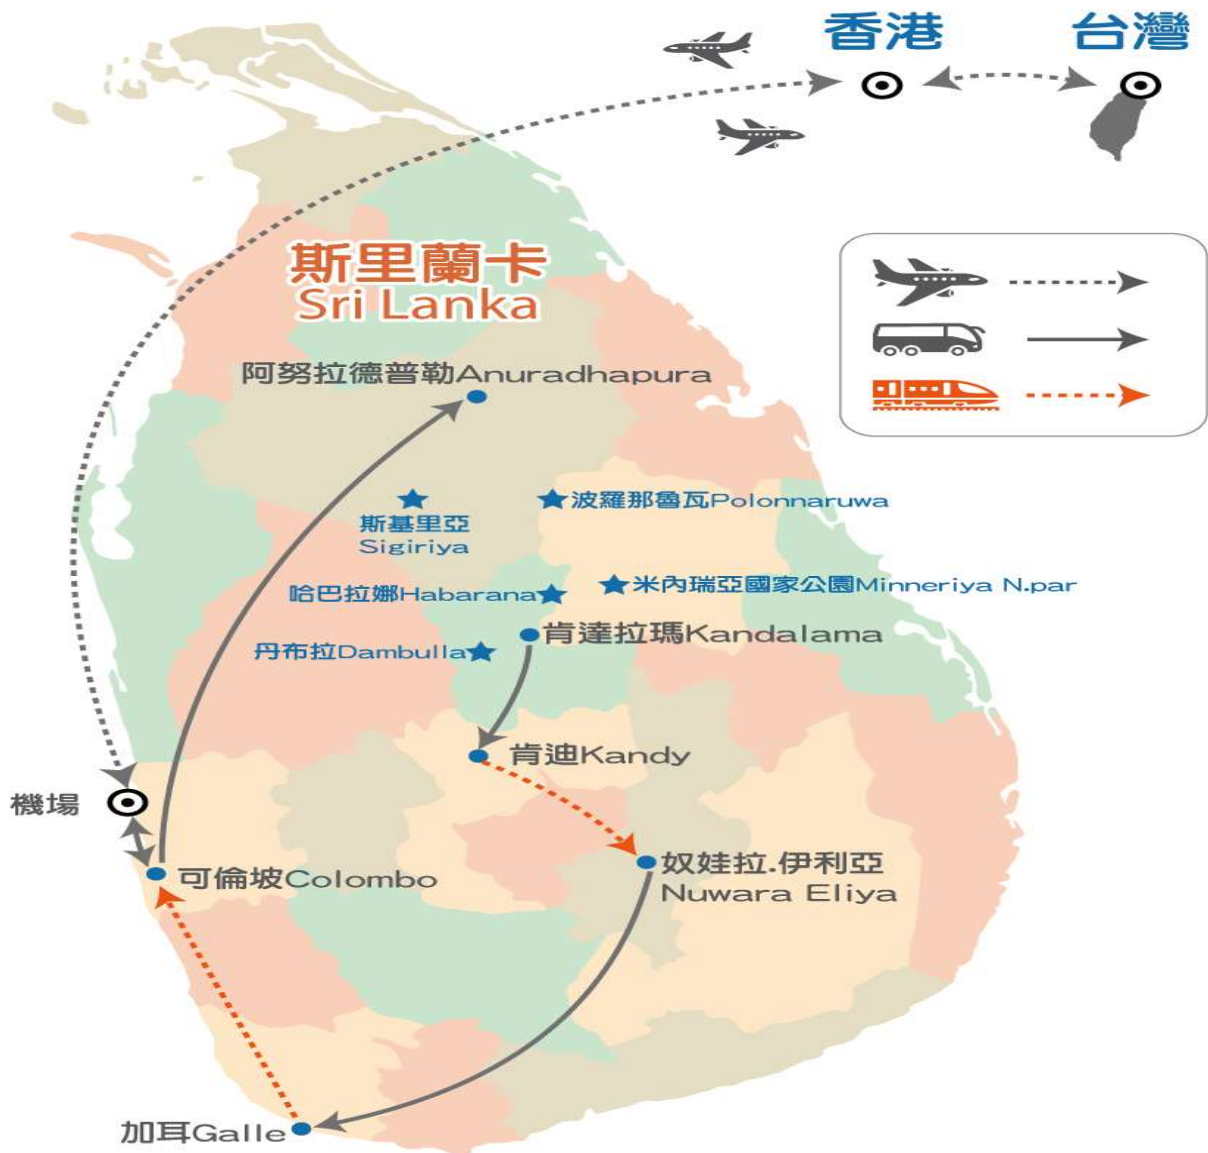 香港
台灣
斯里蘭卡
Sri Lanka
阿努拉德普勒Anuradhapura
斯基里亞
Sigiriya
波羅那魯瓦Polonnaruwa
哈巴拉娜Habarana
米內瑞亞國家公園Minneriya N.par
肯達拉瑪Kandalama
丹布拉Dambulla
肯迪Kandy
機場
可倫坡Colombo
奴娃拉.伊利亞
Nuwara Eliya
加耳Galle